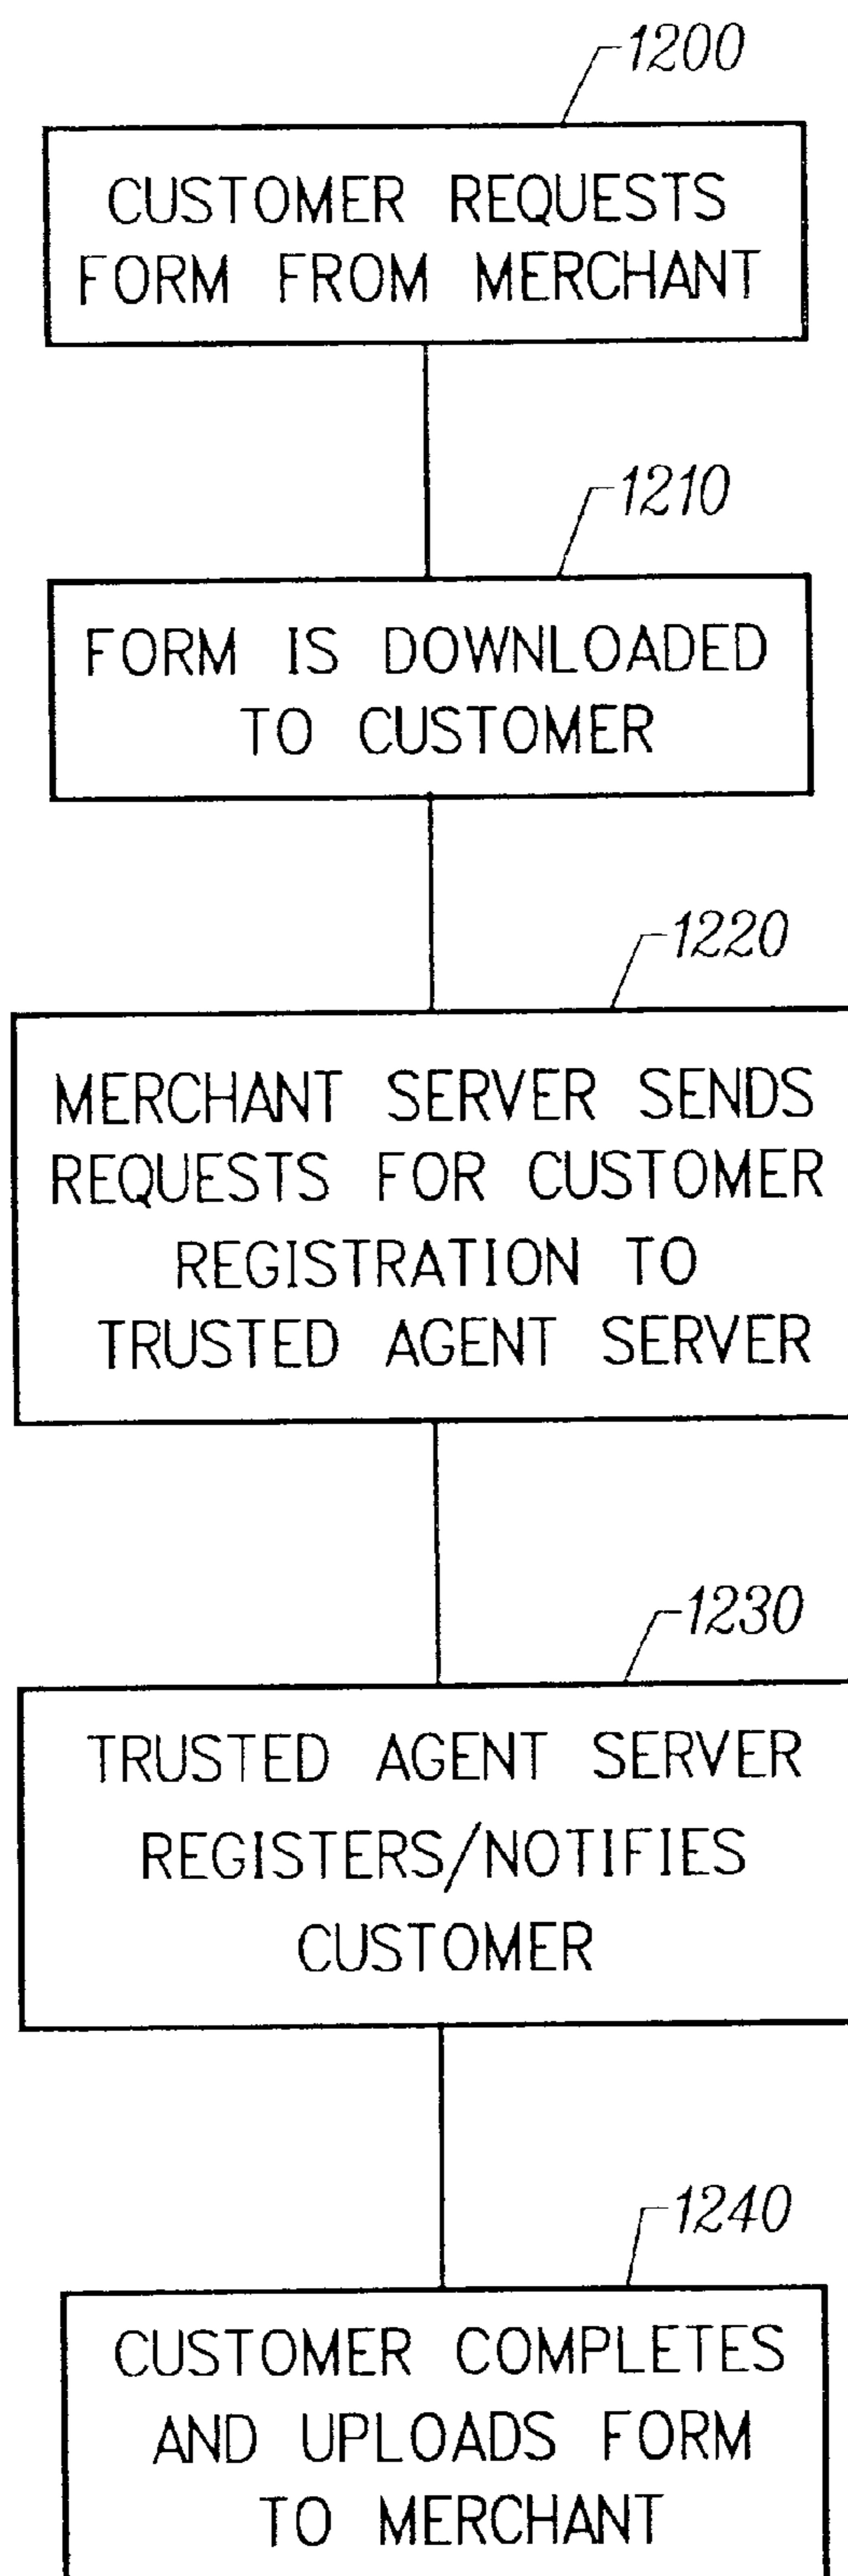 1200
CUSTOMER REQUESTS
FORM FROM MERCHANT
1210
FORM IS DOWNLOADED
TO CUSTOMER
1220
MERCHANT SERVER SENDS
REQUESTS FOR CUSTOMER
REGISTRATION TO
TRUSTED AGENT SERVER
1230
TRUSTED AGENT SERVER
REGISTERS/NOTIFIES
CUSTOMER
1240
CUSTOMER COMPLETES
AND UPLOADS FORM
TO MERCHANT